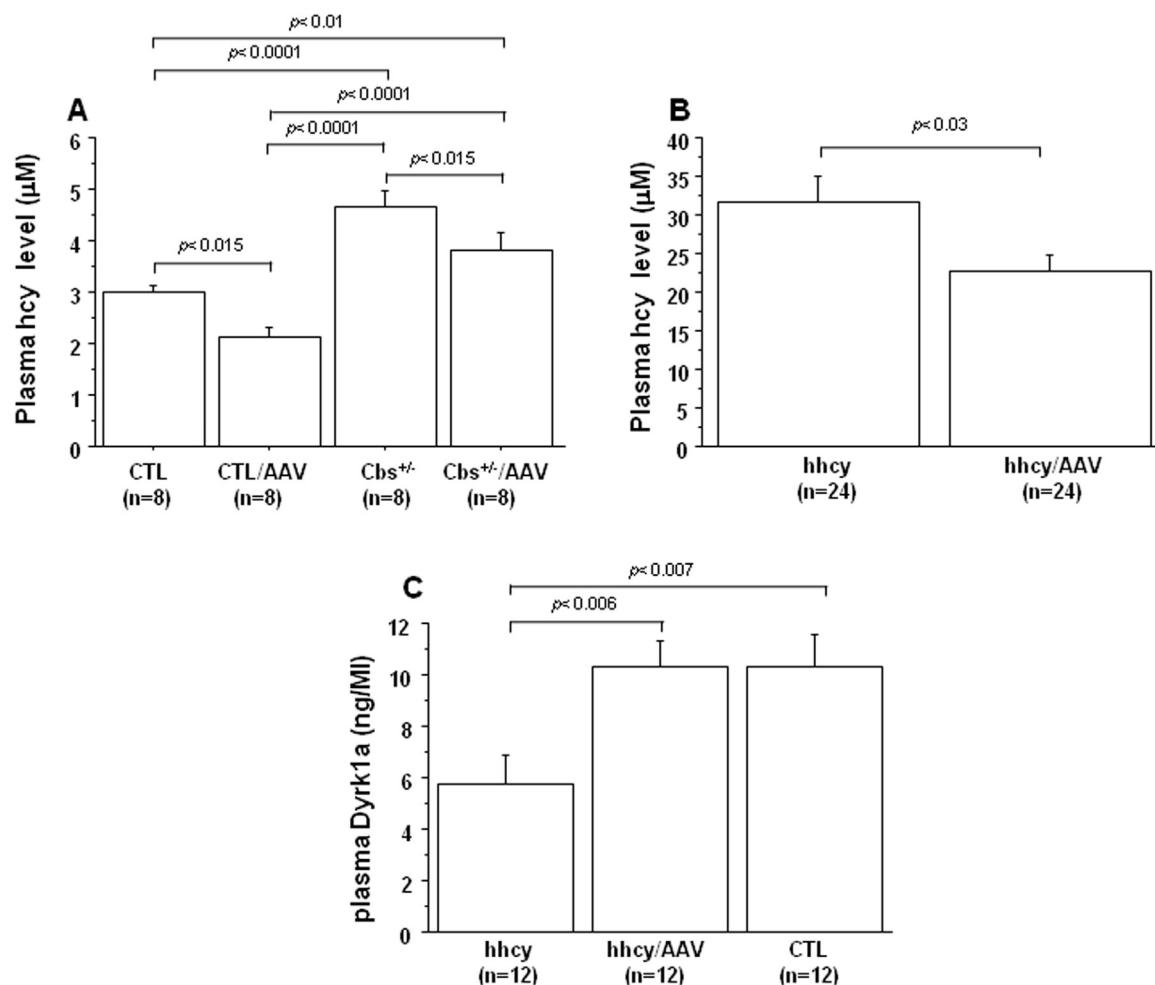 p< 0.01
p< 0.0001
A
p< 0.0001
p< 0.0001
p< 0.015
p< 0.015
Plasma hcy level (µM)
6
5
4
3
2
1
0
CTL CTL/AAV Cbs+/- Cbs+/-/AAV
(n=8) (n=8) (n=8) (n=8)
B
p< 0.03
Plasma hcy level (µM)
40
35
30
25
20
15
10
5
0
hhcy hhcy/AAV
(n=24) (n=24)
C
p< 0.007
p< 0.006
plasma Dyrk1a (ng/Ml)
12
10
8
6
4
2
0
hhcy hhcy/AAV CTL
(n=12) (n=12) (n=12)